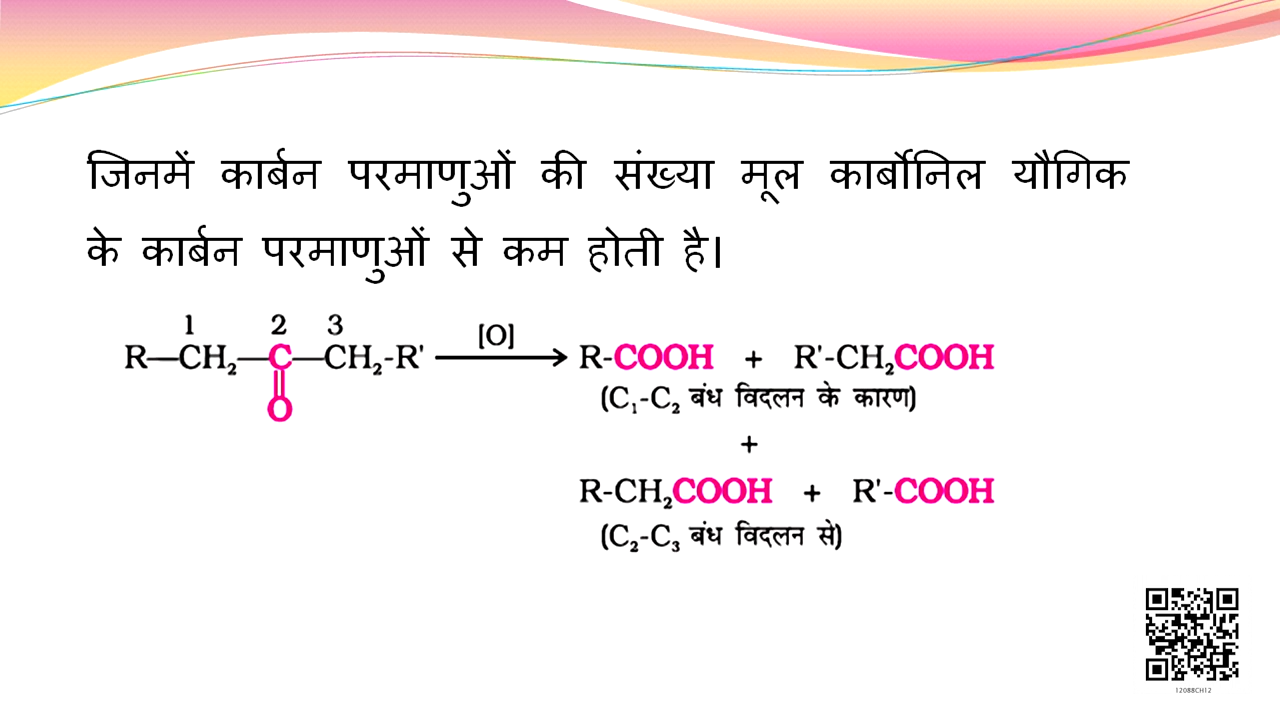 जिनमें कार्बन परमाणुओं की संख्या मूल कार्बोनिल यौगिक
के कार्बन परमाणुओं से कम होती है।
1 2 3
R—CH₂—C—CH₂-R' [O] R-COOH + R'-CH₂COOH
O
(C₁-C₂ बंध विदलन के कारण)
+
R-CH₂COOH + R'-COOH
(C₂-C₃ बंध विदलन से)
12088CH12